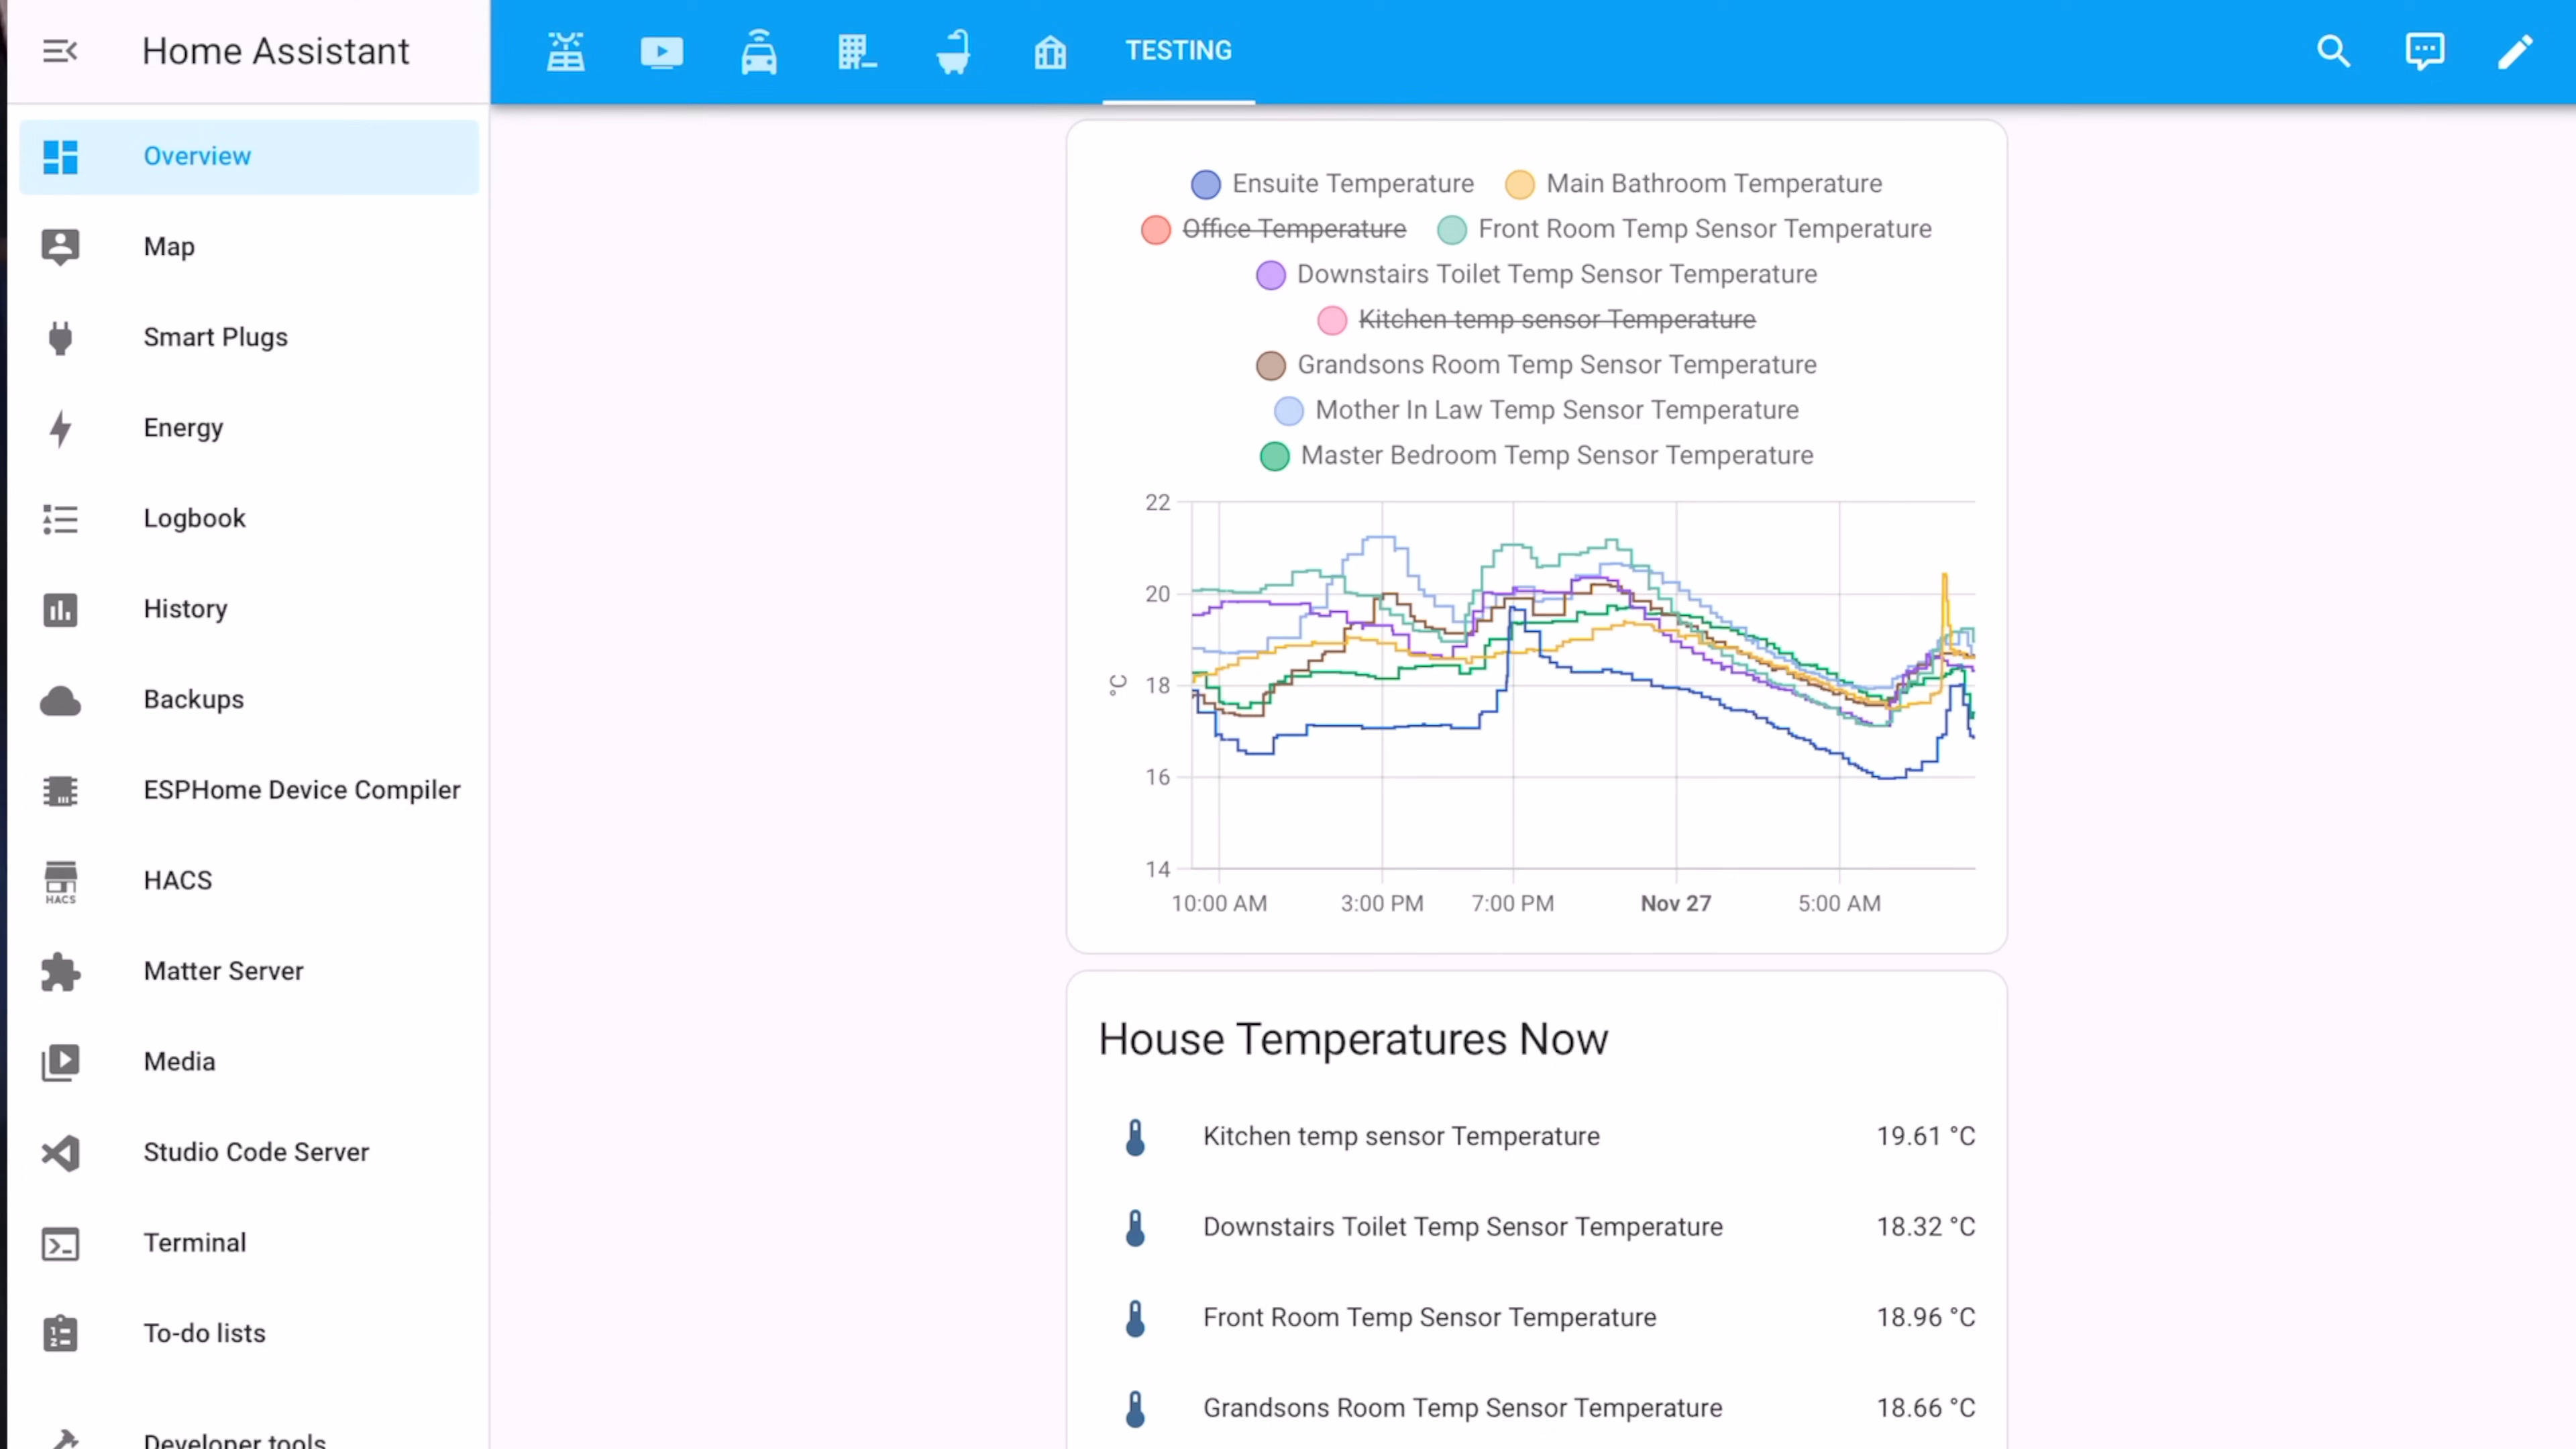 Home Assistant
TESTING
Overview
Map
Smart Plugs
Energy
Logbook
History
Backups
ESPHome Device Compiler
HACS
HACS
Matter Server
Media
Studio Code Server
Terminal
To-do lists
Developer tools
Ensuite Temperature Main Bathroom Temperature
Office Temperature Front Room Temp Sensor Temperature
Downstairs Toilet Temp Sensor Temperature
Kitchen temp sensor Temperature
Grandsons Room Temp Sensor Temperature
Mother In Law Temp Sensor Temperature
Master Bedroom Temp Sensor Temperature
22
20
°C
18
16
14
10:00 AM 3:00 PM 7:00 PM Nov 27 5:00 AM
House Temperatures Now
Kitchen temp sensor Temperature 19.61 °C
Downstairs Toilet Temp Sensor Temperature 18.32 °C
Front Room Temp Sensor Temperature 18.96 °C
Grandsons Room Temp Sensor Temperature 18.66 °C